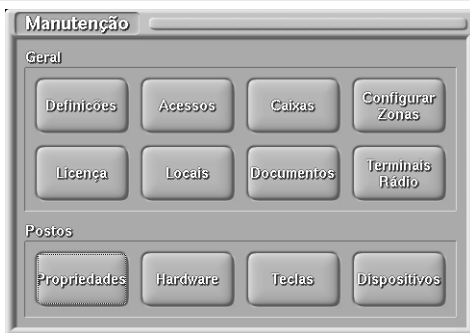 Manutenção
Geral
Definições
Acessos
Caixas
Configurar
Zonas
Licença
Locais
Documentos
Terminais
Rádio
Postos
Propriedades
Hardware
Teclas
Dispositivos